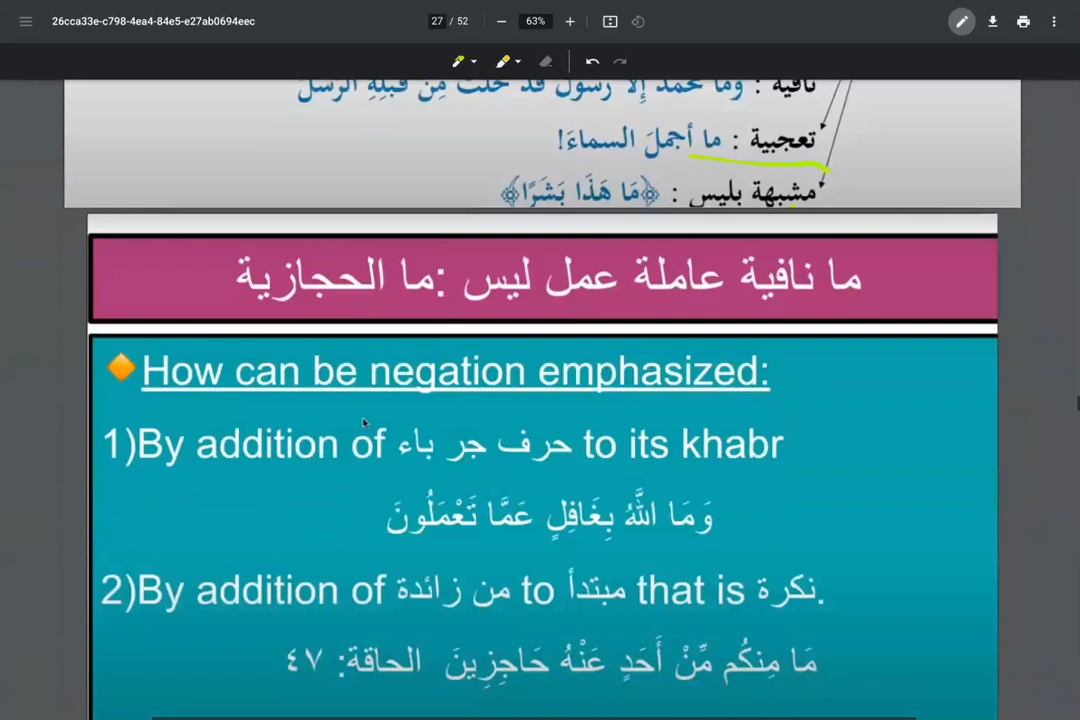 26cca33e-c798-4ea4-84e5-e27ab0694eec
27 / 52
63%
نافية : وما محمد إلا رسول قد خلت مِن قبلِهِ الرسل
تعجبية : ما أجملَ السماءَ!
مشبهة بليس : ﴿مَا هَذَا بَشَرًا﴾
ما نافية عاملة عمل ليس :ما الحجازية
How can be negation emphasized:
1)By addition of حرف جر باء to its khabr
وَمَا اللَّهُ بِغَافِلٍ عَمَّا تَعْمَلُونَ
2)By addition of من زائدة to مبتدأ that is نكرة.
مَا مِنكُم مِّنْ أَحَدٍ عَنْهُ حَاجِزِينَ الحاقة: ٤٧